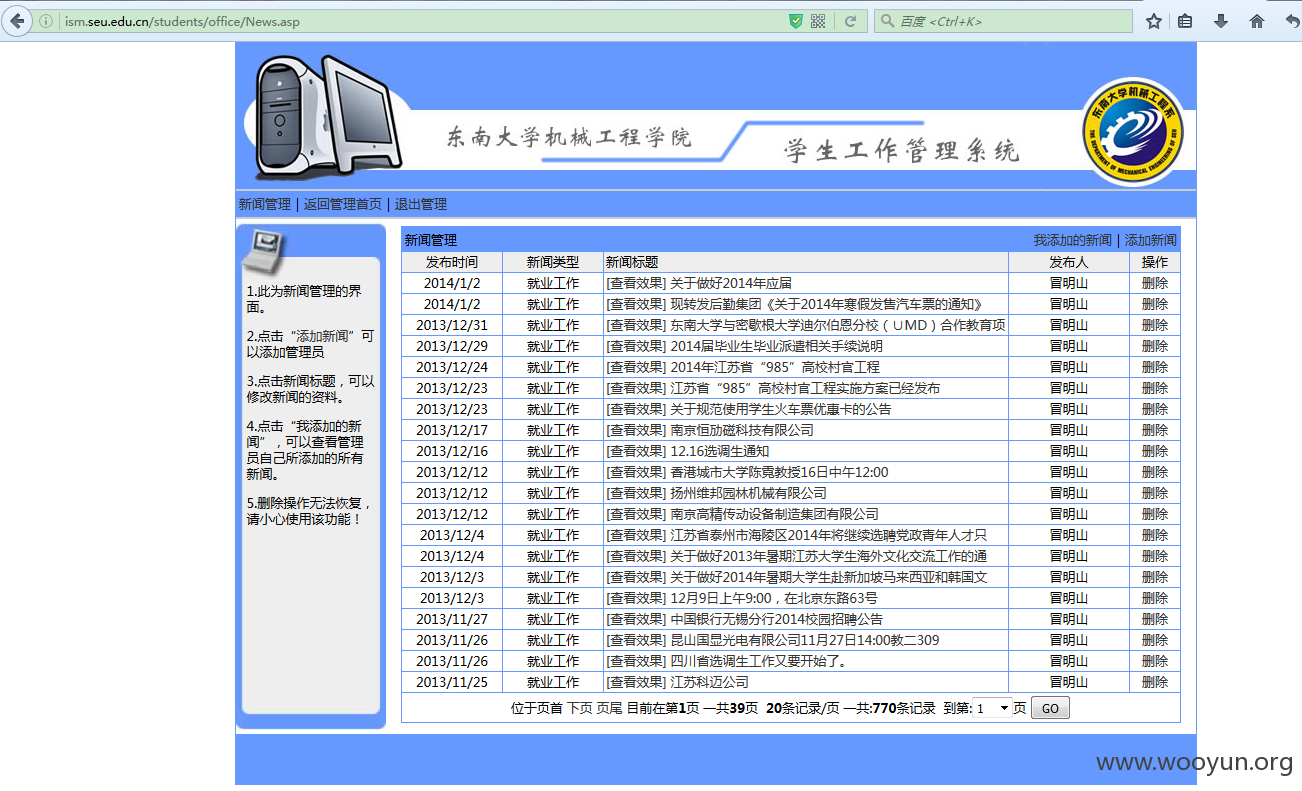 ism.seu.edu.cn/students/office/News.asp
百度 <Ctrl+K>
东南大学机械工程学院
学生工作管理系统
东南大学机械工程系
THE DEPARTMENT OF MECHANICAL ENGINEERING OF SEU
新闻管理 | 返回管理首页 | 退出管理
1.此为新闻管理的界
面。
2.点击“添加新闻”可
以添加管理员
3.点击新闻标题，可以
修改新闻的资料。
4.点击“我添加的新
闻”，可以查看管理
员自己所添加的所有
新闻。
5.删除操作无法恢复，
请小心使用该功能！
新闻管理 我添加的新闻 | 添加新闻
发布时间 新闻类型 新闻标题 发布人 操作
2014/1/2 就业工作 [查看效果] 关于做好2014年应届 冒明山 删除
2014/1/2 就业工作 [查看效果] 现转发后勤集团《关于2014年寒假发售汽车票的通知》 冒明山 删除
2013/12/31 就业工作 [查看效果] 东南大学与密歇根大学迪尔伯恩分校（UMD）合作教育项 冒明山 删除
2013/12/29 就业工作 [查看效果] 2014届毕业生毕业派遣相关手续说明 冒明山 删除
2013/12/24 就业工作 [查看效果] 2014年江苏省“985”高校村官工程 冒明山 删除
2013/12/23 就业工作 [查看效果] 江苏省“985”高校村官工程实施方案已经发布 冒明山 删除
2013/12/23 就业工作 [查看效果] 关于规范使用学生火车票优惠卡的公告 冒明山 删除
2013/12/17 就业工作 [查看效果] 南京恒劢磁科技有限公司 冒明山 删除
2013/12/16 就业工作 [查看效果] 12.16选调生通知 冒明山 删除
2013/12/12 就业工作 [查看效果] 香港城市大学陈霓教授16日中午12:00 冒明山 删除
2013/12/12 就业工作 [查看效果] 扬州维邦园林机械有限公司 冒明山 删除
2013/12/12 就业工作 [查看效果] 南京高精传动设备制造集团有限公司 冒明山 删除
2013/12/4 就业工作 [查看效果] 江苏省泰州市海陵区2014年将继续选聘党政青年人才只 冒明山 删除
2013/12/4 就业工作 [查看效果] 关于做好2013年暑期江苏大学生海外文化交流工作的通 冒明山 删除
2013/12/3 就业工作 [查看效果] 关于做好2014年暑期大学生赴新加坡马来西亚和韩国文 冒明山 删除
2013/12/3 就业工作 [查看效果] 12月9日上午9:00，在北京东路63号 冒明山 删除
2013/11/27 就业工作 [查看效果] 中国银行无锡分行2014校园招聘公告 冒明山 删除
2013/11/26 就业工作 [查看效果] 昆山国显光电有限公司11月27日14:00教二309 冒明山 删除
2013/11/26 就业工作 [查看效果] 四川省选调生工作又要开始了。 冒明山 删除
2013/11/25 就业工作 [查看效果] 江苏科迈公司 冒明山 删除
位于页首 下页 页尾 目前在第1页 一共39页 20条记录/页 一共:770条记录 到第: 1 页 GO
www.wooyun.org